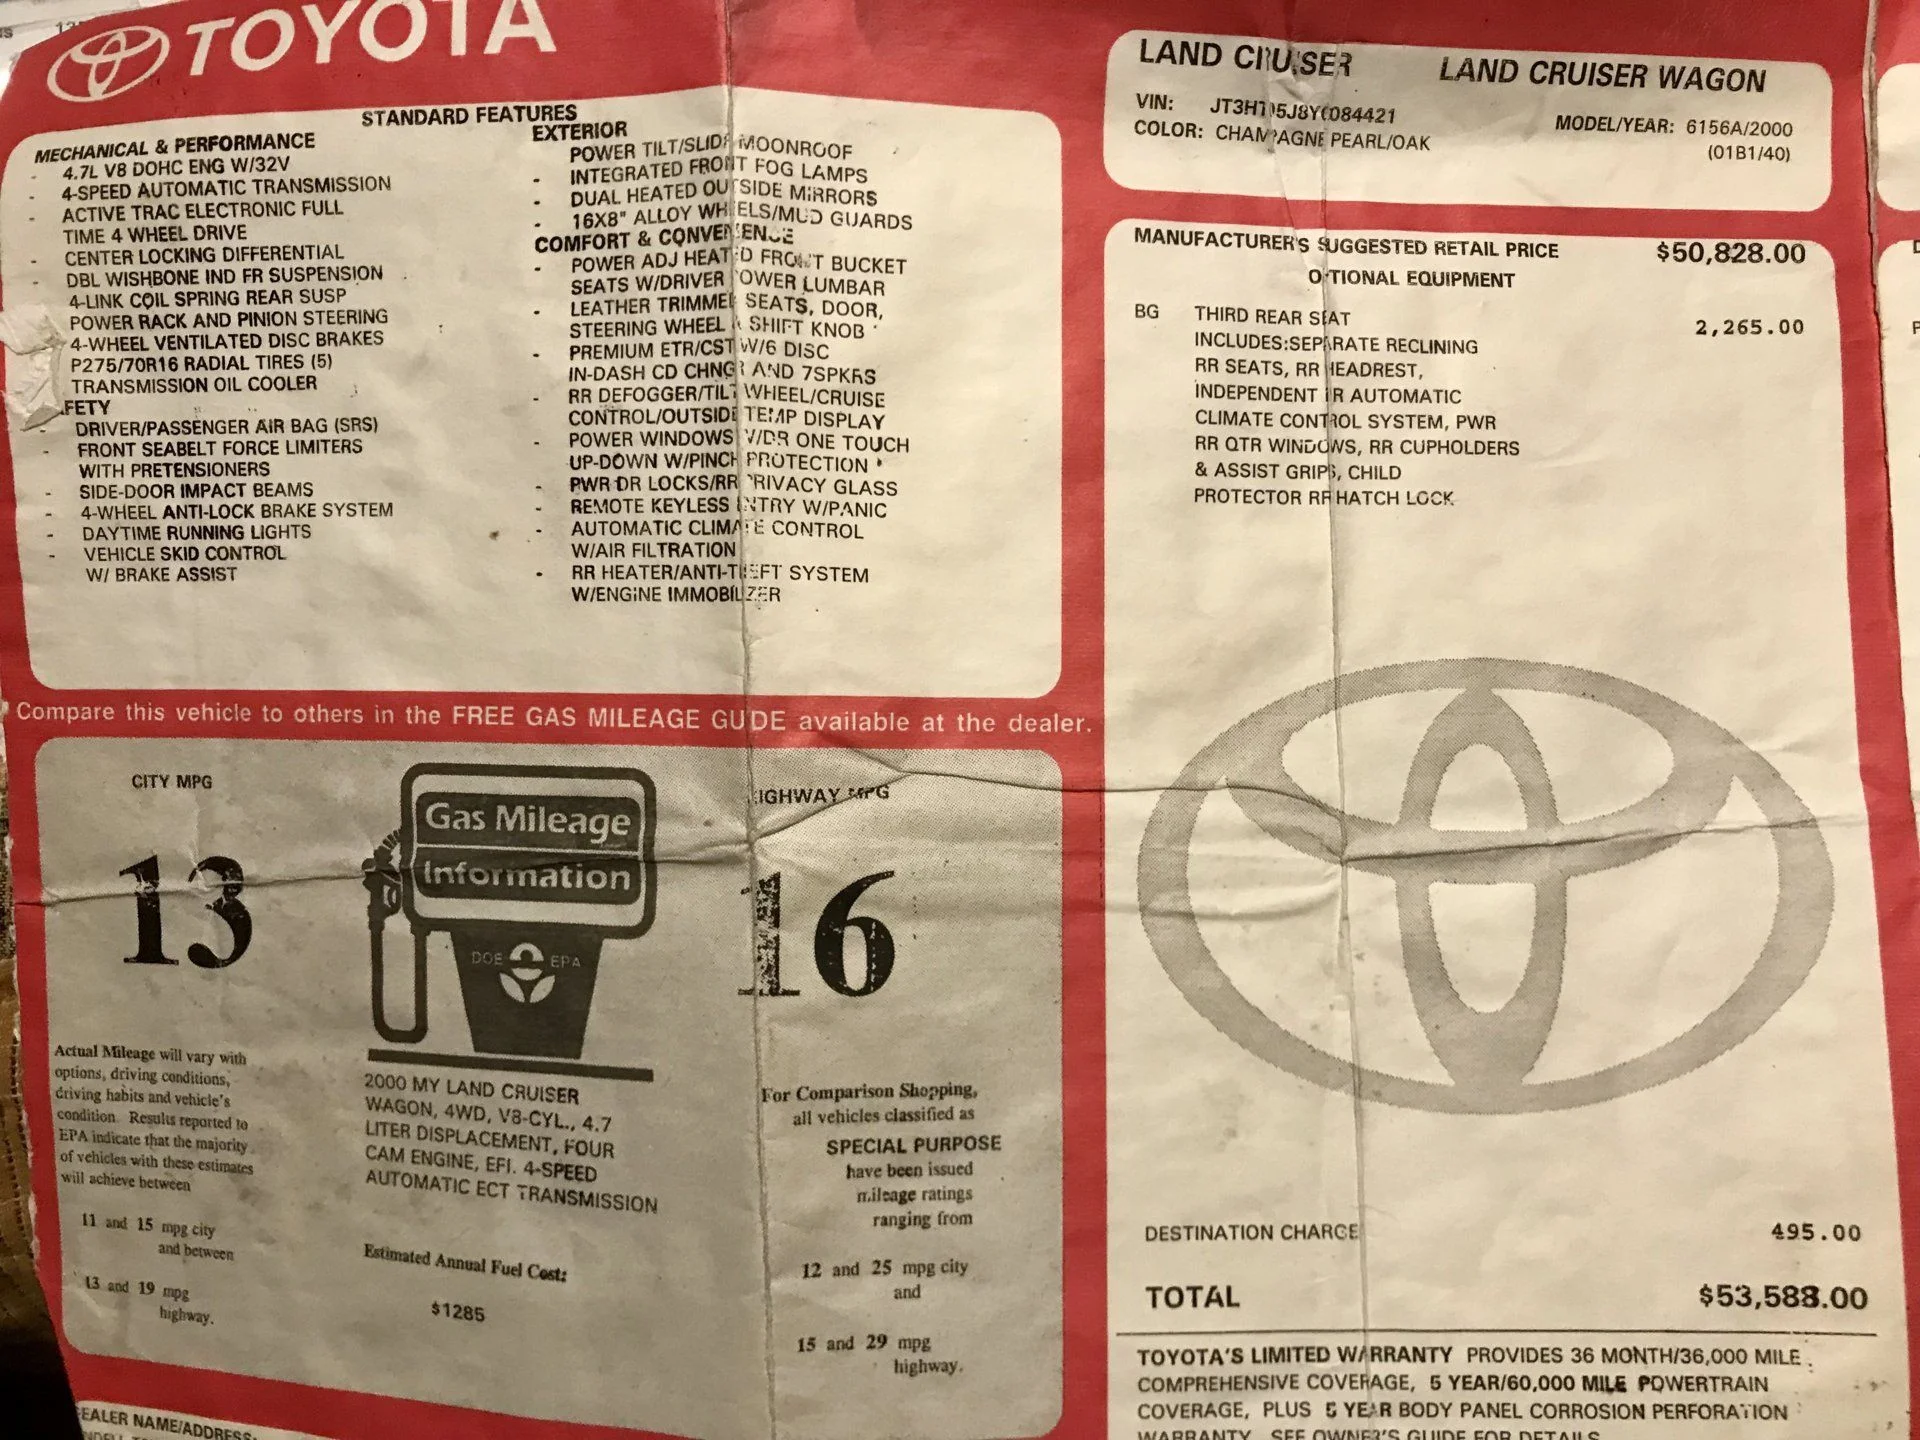 TOYOTA
STANDARD FEATURES
MECHANICAL & PERFORMANCE
- 4.7L V8 DOHC ENG W/32V
- 4-SPEED AUTOMATIC TRANSMISSION
- ACTIVE TRAC ELECTRONIC FULL
TIME 4 WHEEL DRIVE
- CENTER LOCKING DIFFERENTIAL
- DBL WISHBONE IND FR SUSPENSION
4-LINK COIL SPRING REAR SUSP
POWER RACK AND PINION STEERING
4-WHEEL VENTILATED DISC BRAKES
P275/70R16 RADIAL TIRES (5)
TRANSMISSION OIL COOLER
FETY
- DRIVER/PASSENGER AIR BAG (SRS)
- FRONT SEABELT FORCE LIMITERS
WITH PRETENSIONERS
- SIDE-DOOR IMPACT BEAMS
- 4-WHEEL ANTI-LOCK BRAKE SYSTEM
- DAYTIME RUNNING LIGHTS
- VEHICLE SKID CONTROL
W/ BRAKE ASSIST
EXTERIOR
POWER TILT/SLIDE MOONROOF
- INTEGRATED FRONT FOG LAMPS
- DUAL HEATED OUTSIDE MIRRORS
- 16X8" ALLOY WHEELS/MUD GUARDS
COMFORT & CONVENIENCE
- POWER ADJ HEATED FRONT BUCKET
SEATS W/DRIVER POWER LUMBAR
- LEATHER TRIMMED SEATS, DOOR,
STEERING WHEEL & SHIFT KNOB
- PREMIUM ETR/CST W/6 DISC
IN-DASH CD CHNGR AND 7SPKRS
- RR DEFOGGER/TILT WHEEL/CRUISE
CONTROL/OUTSIDE TEMP DISPLAY
- POWER WINDOWS W/DR ONE TOUCH
UP-DOWN W/PINCH PROTECTION
- PWR DR LOCKS/RR PRIVACY GLASS
- REMOTE KEYLESS ENTRY W/PANIC
- AUTOMATIC CLIMATE CONTROL
W/AIR FILTRATION
- RR HEATER/ANTI-THEFT SYSTEM
W/ENGINE IMMOBILIZER
Compare this vehicle to others in the FREE GAS MILEAGE GUIDE available at the dealer.
CITY MPG
13
Gas Mileage
Information
DOE EPA
HIGHWAY MPG
16
Actual Mileage will vary with
options, driving conditions,
driving habits and vehicle's
condition. Results reported to
EPA indicate that the majority
of vehicles with these estimates
will achieve between
11 and 15 mpg city
and between
13 and 19 mpg
highway.
2000 MY LAND CRUISER
WAGON, 4WD, V8-CYL., 4.7
LITER DISPLACEMENT, FOUR
CAM ENGINE, EFI. 4-SPEED
AUTOMATIC ECT TRANSMISSION
Estimated Annual Fuel Cost:
$1285
For Comparison Shopping,
all vehicles classified as
SPECIAL PURPOSE
have been issued
mileage ratings
ranging from
12 and 25 mpg city
and
15 and 29 mpg
highway.
EALER NAME/ADDRESS:
LAND CRUISER LAND CRUISER WAGON
VIN:
COLOR: CHAMPAGNE PEARL/OAK
MODEL/YEAR: 6156A/2000
(01B1/40)
MANUFACTURER'S SUGGESTED RETAIL PRICE $50,828.00
OPTIONAL EQUIPMENT
BG THIRD REAR SEAT 2,265.00
INCLUDES:SEPARATE RECLINING
RR SEATS, RR HEADREST,
INDEPENDENT RR AUTOMATIC
CLIMATE CONTROL SYSTEM, PWR
RR QTR WINDOWS, RR CUPHOLDERS
& ASSIST GRIPS, CHILD
PROTECTOR RR HATCH LOCK
DESTINATION CHARGE 495.00
TOTAL $53,588.00
TOYOTA'S LIMITED WARRANTY PROVIDES 36 MONTH/36,000 MILE
COMPREHENSIVE COVERAGE, 5 YEAR/60,000 MILE POWERTRAIN
COVERAGE, PLUS 5 YEAR BODY PANEL CORROSION PERFORATION
WARRANTY. SEE OWNER'S GUIDE FOR DETAILS